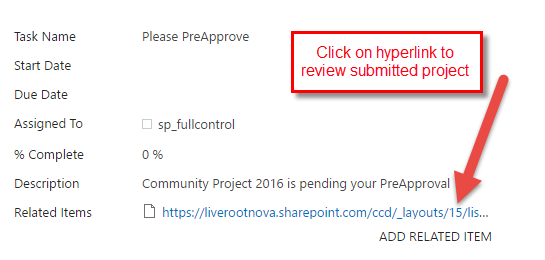 Task Name Please PreApprove
Click on hyperlink to
review submitted project
Start Date
Due Date
Assigned To sp_fullcontrol
% Complete 0 %
Description Community Project 2016 is pending your PreApproval
Related Items https://liverootnova.sharepoint.com/ccd/_layouts/15/lis...
ADD RELATED ITEM